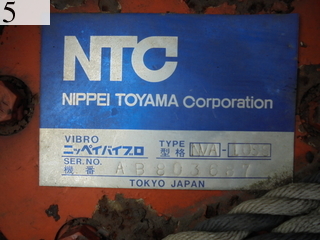 5
NTC
NIPPEI TOYAMA Corporation
VIBRO
ニッペイバイブロ
TYPE
型格 NVA-
SER.NO.
機番
TOKYO JAPAN